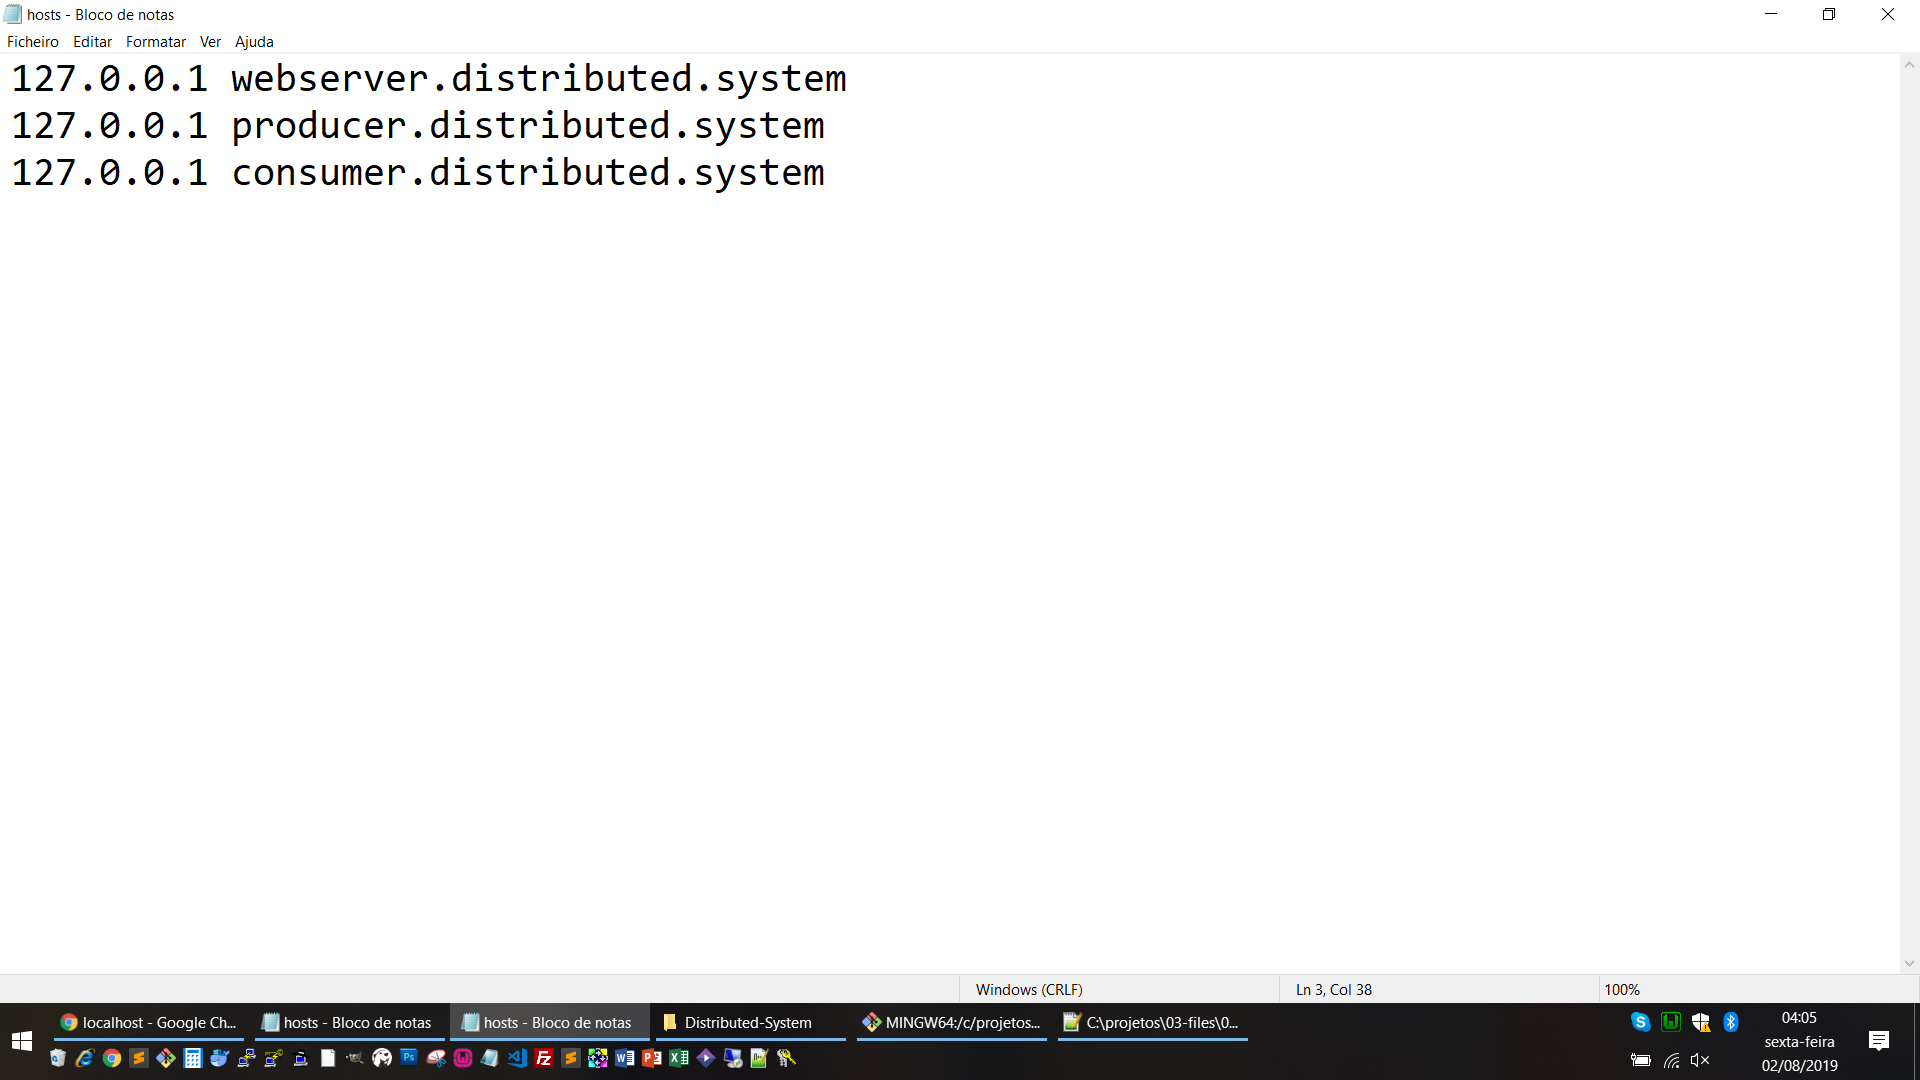 hosts - Bloco de notas
Ficheiro Editar Formatar Ver Ajuda
127.0.0.1 webserver.distributed.system
127.0.0.1 producer.distributed.system
127.0.0.1 consumer.distributed.system
Windows (CRLF) Ln 3, Col 38 100%
localhost - Google Ch... hosts - Bloco de notas hosts - Bloco de notas Distributed-System MINGW64:/c/projetos... C:\projetos\03-files\0...
04:05
sexta-feira
02/08/2019